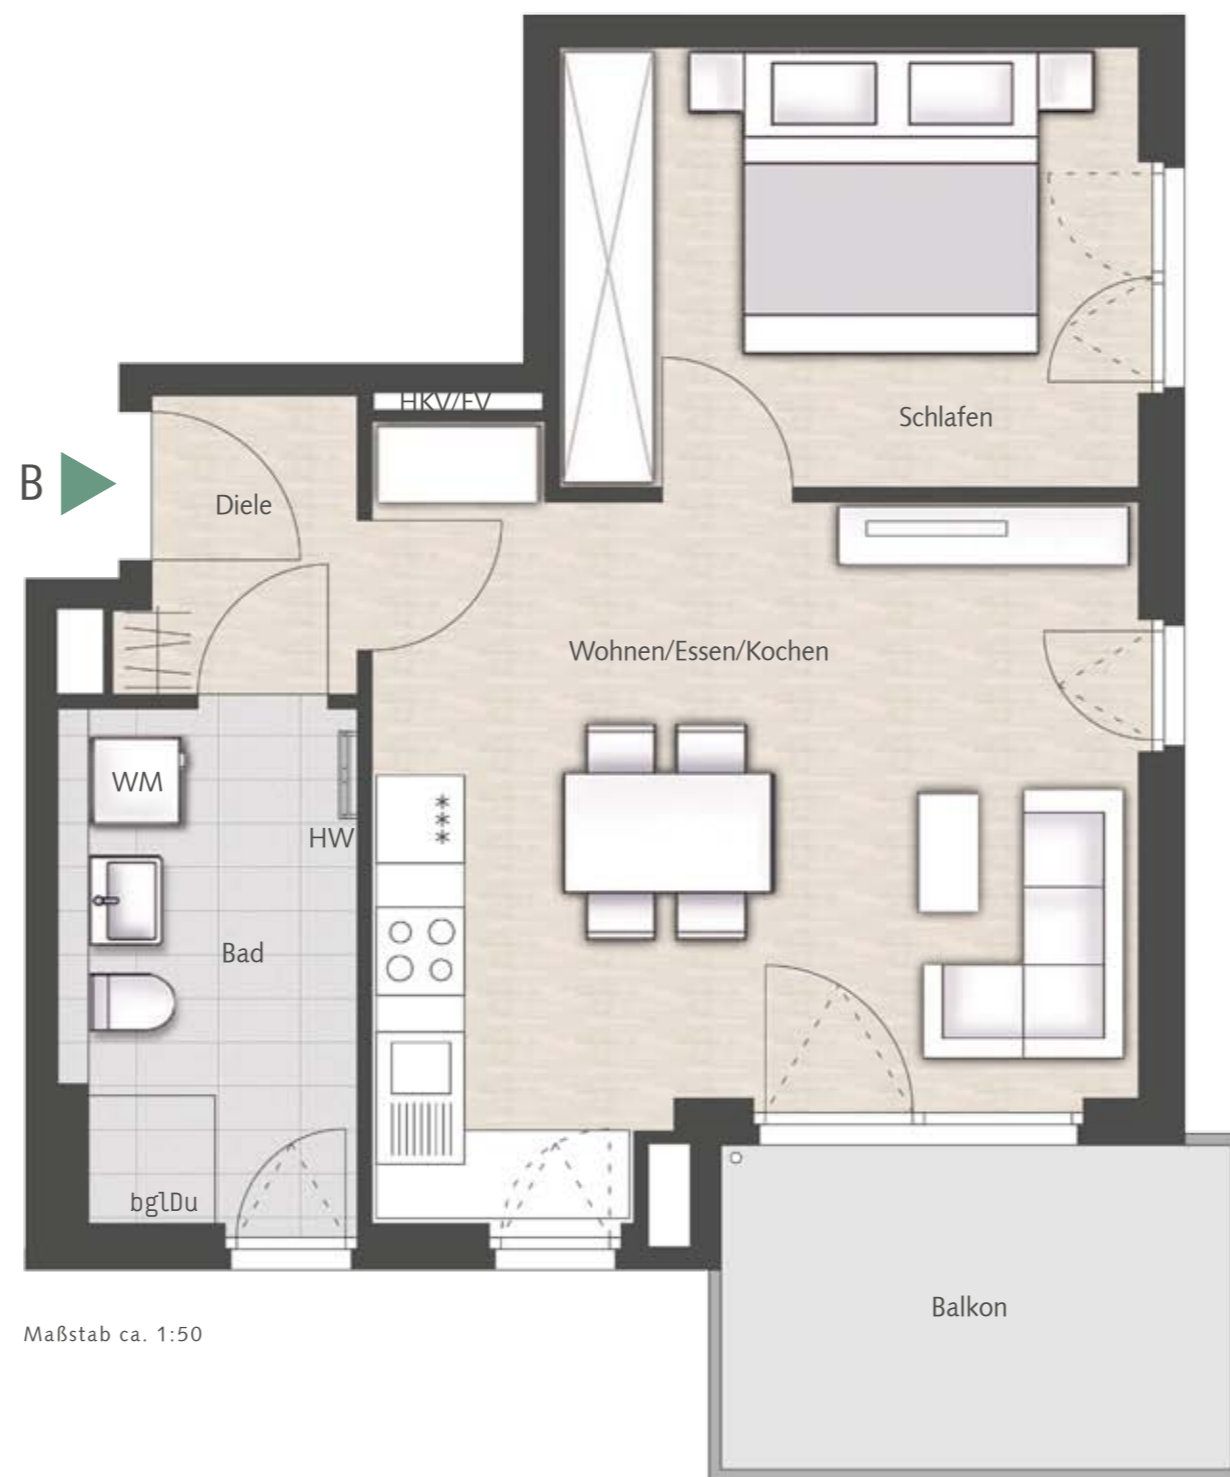 HKV/EV
Schlafen
B
Diele
Wohnen/Essen/Kochen
WM
HW
Bad
bglDu
Balkon
Maßstab ca. 1:50